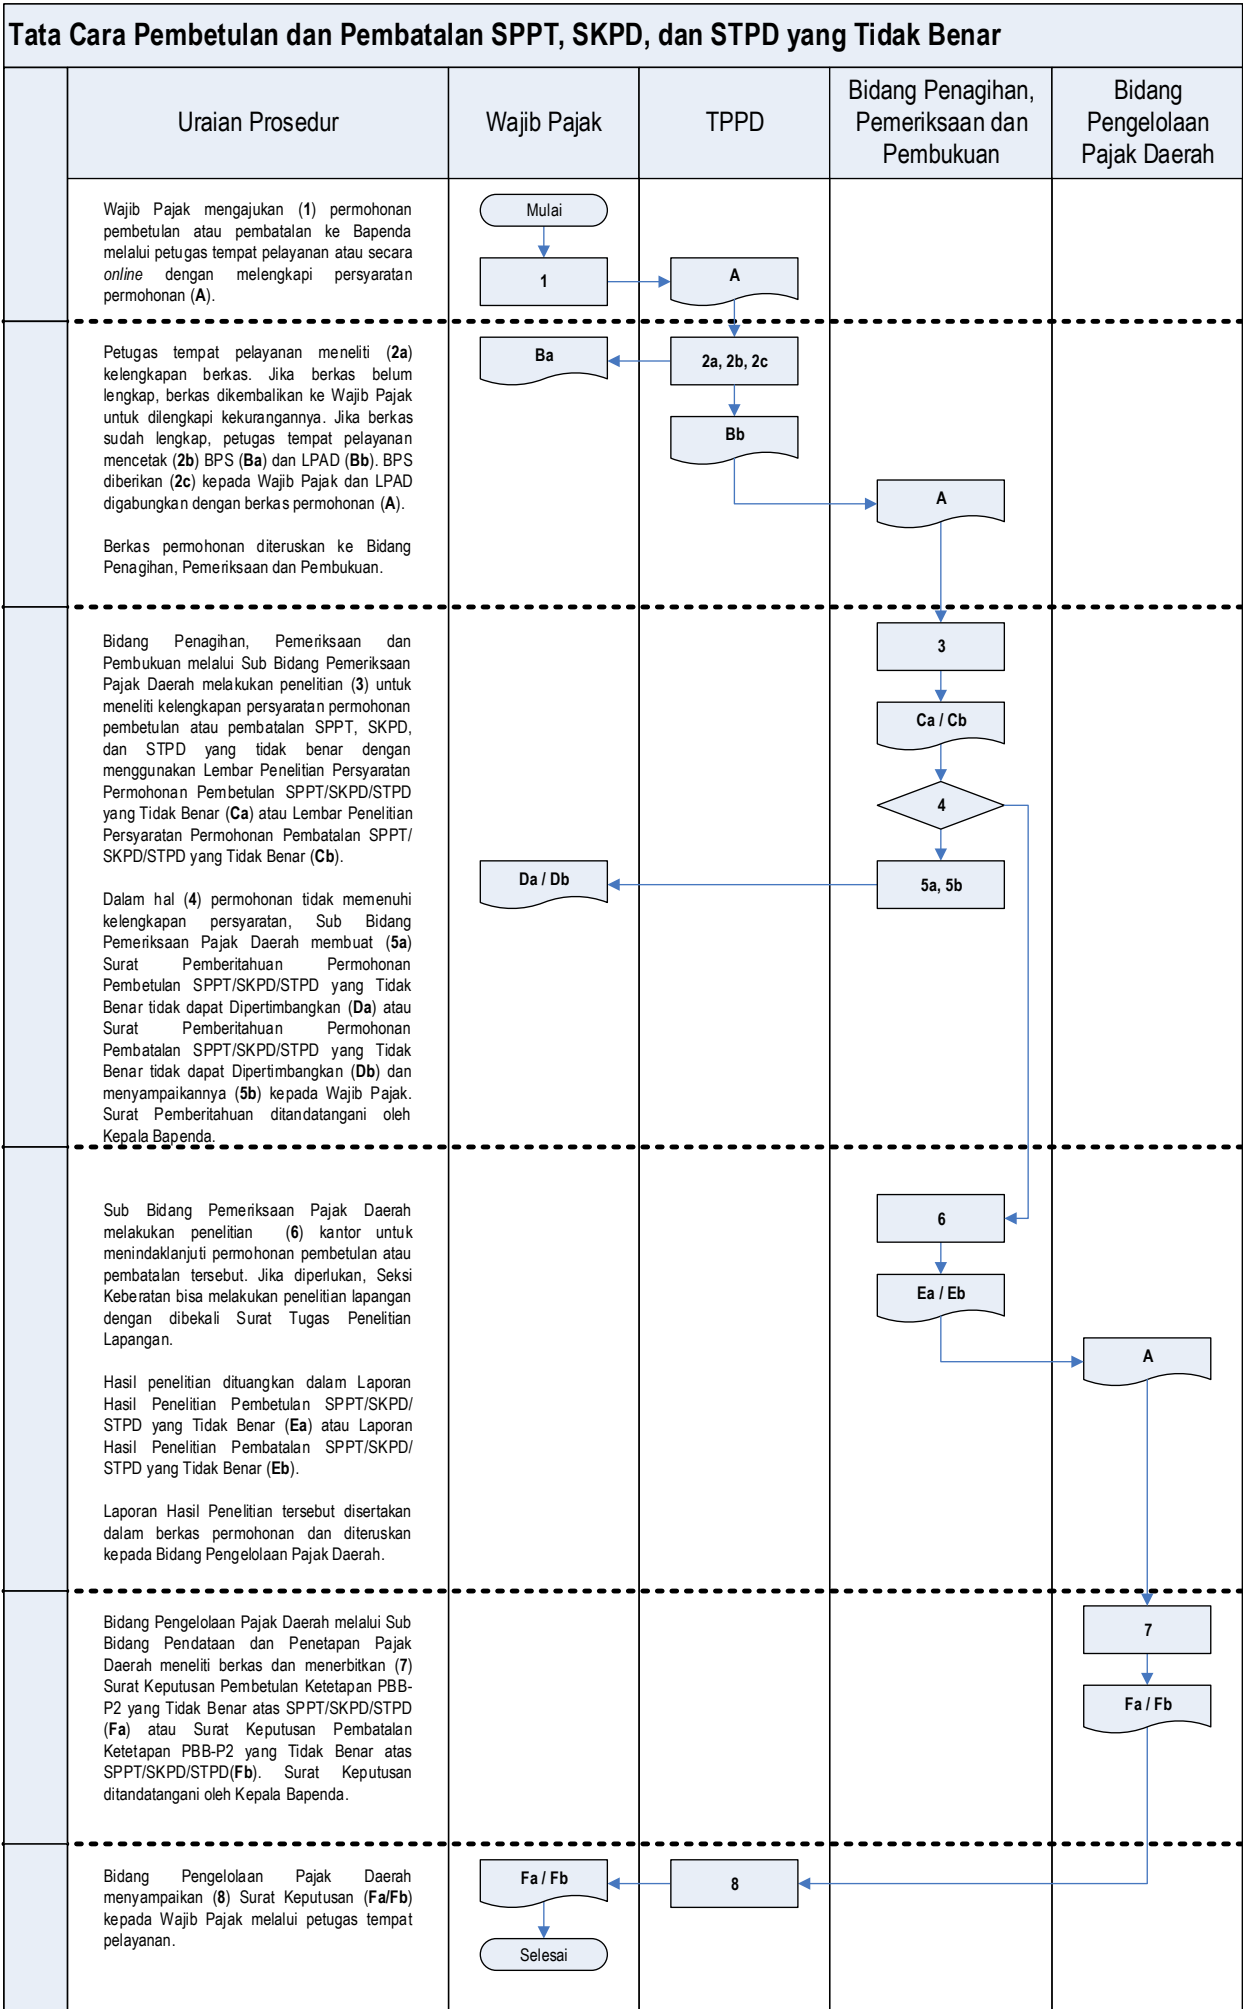 Tata Cara Pembetulan dan Pembatalan SPPT, SKPD, dan STPD yang Tidak Benar
Uraian Prosedur
Wajib Pajak
TPPD
Bidang Penagihan,
Pemeriksaan dan
Pembukuan
Bidang
Pengelolaan
Pajak Daerah
Wajib Pajak mengajukan (1) permohonan
pembetulan atau pembatalan ke Bapenda
melalui petugas tempat pelayanan atau secara
online dengan melengkapi persyaratan
permohonan (A).
Mulai
1
A
Petugas tempat pelayanan meneliti (2a)
kelengkapan berkas. Jika berkas belum
lengkap, berkas dikembalikan ke Wajib Pajak
untuk dilengkapi kekurangannya. Jika berkas
sudah lengkap, petugas tempat pelayanan
mencetak (2b) BPS (Ba) dan LPAD (Bb). BPS
diberikan (2c) kepada Wajib Pajak dan LPAD
digabungkan dengan berkas permohonan (A).
Berkas permohonan diteruskan ke Bidang
Penagihan, Pemeriksaan dan Pembukuan.
Ba
2a, 2b, 2c
Bb
A
Bidang Penagihan, Pemeriksaan dan
Pembukuan melalui Sub Bidang Pemeriksaan
Pajak Daerah melakukan penelitian (3) untuk
meneliti kelengkapan persyaratan permohonan
pembetulan atau pembatalan SPPT, SKPD,
dan STPD yang tidak benar dengan
menggunakan Lembar Penelitian Persyaratan
Permohonan Pembetulan SPPT/SKPD/STPD
yang Tidak Benar (Ca) atau Lembar Penelitian
Persyaratan Permohonan Pembatalan SPPT/
SKPD/STPD yang Tidak Benar (Cb).
Dalam hal (4) permohonan tidak memenuhi
kelengkapan persyaratan, Sub Bidang
Pemeriksaan Pajak Daerah membuat (5a)
Surat Pemberitahuan Permohonan
Pembetulan SPPT/SKPD/STPD yang Tidak
Benar tidak dapat Dipertimbangkan (Da) atau
Surat Pemberitahuan Permohonan
Pembatalan SPPT/SKPD/STPD yang Tidak
Benar tidak dapat Dipertimbangkan (Db) dan
menyampaikannya (5b) kepada Wajib Pajak.
Surat Pemberitahuan ditandatangani oleh
Kepala Bapenda.
3
Ca / Cb
4
Da / Db
5a, 5b
Sub Bidang Pemeriksaan Pajak Daerah
melakukan penelitian (6) kantor untuk
menindaklanjuti permohonan pembetulan atau
pembatalan tersebut. Jika diperlukan, Seksi
Keberatan bisa melakukan penelitian lapangan
dengan dibekali Surat Tugas Penelitian
Lapangan.
Hasil penelitian dituangkan dalam Laporan
Hasil Penelitian Pembetulan SPPT/SKPD/
STPD yang Tidak Benar (Ea) atau Laporan
Hasil Penelitian Pembatalan SPPT/SKPD/
STPD yang Tidak Benar (Eb).
Laporan Hasil Penelitian tersebut disertakan
dalam berkas permohonan dan diteruskan
kepada Bidang Pengelolaan Pajak Daerah.
6
Ea / Eb
A
Bidang Pengelolaan Pajak Daerah melalui Sub
Bidang Pendataan dan Penetapan Pajak
Daerah meneliti berkas dan menerbitkan (7)
Surat Keputusan Pembetulan Ketetapan PBB-
P2 yang Tidak Benar atas SPPT/SKPD/STPD
(Fa) atau Surat Keputusan Pembatalan
Ketetapan PBB-P2 yang Tidak Benar atas
SPPT/SKPD/STPD(Fb). Surat Keputusan
ditandatangani oleh Kepala Bapenda.
7
Fa / Fb
Bidang Pengelolaan Pajak Daerah
menyampaikan (8) Surat Keputusan (Fa/Fb)
kepada Wajib Pajak melalui petugas tempat
pelayanan.
Fa / Fb
8
Selesai